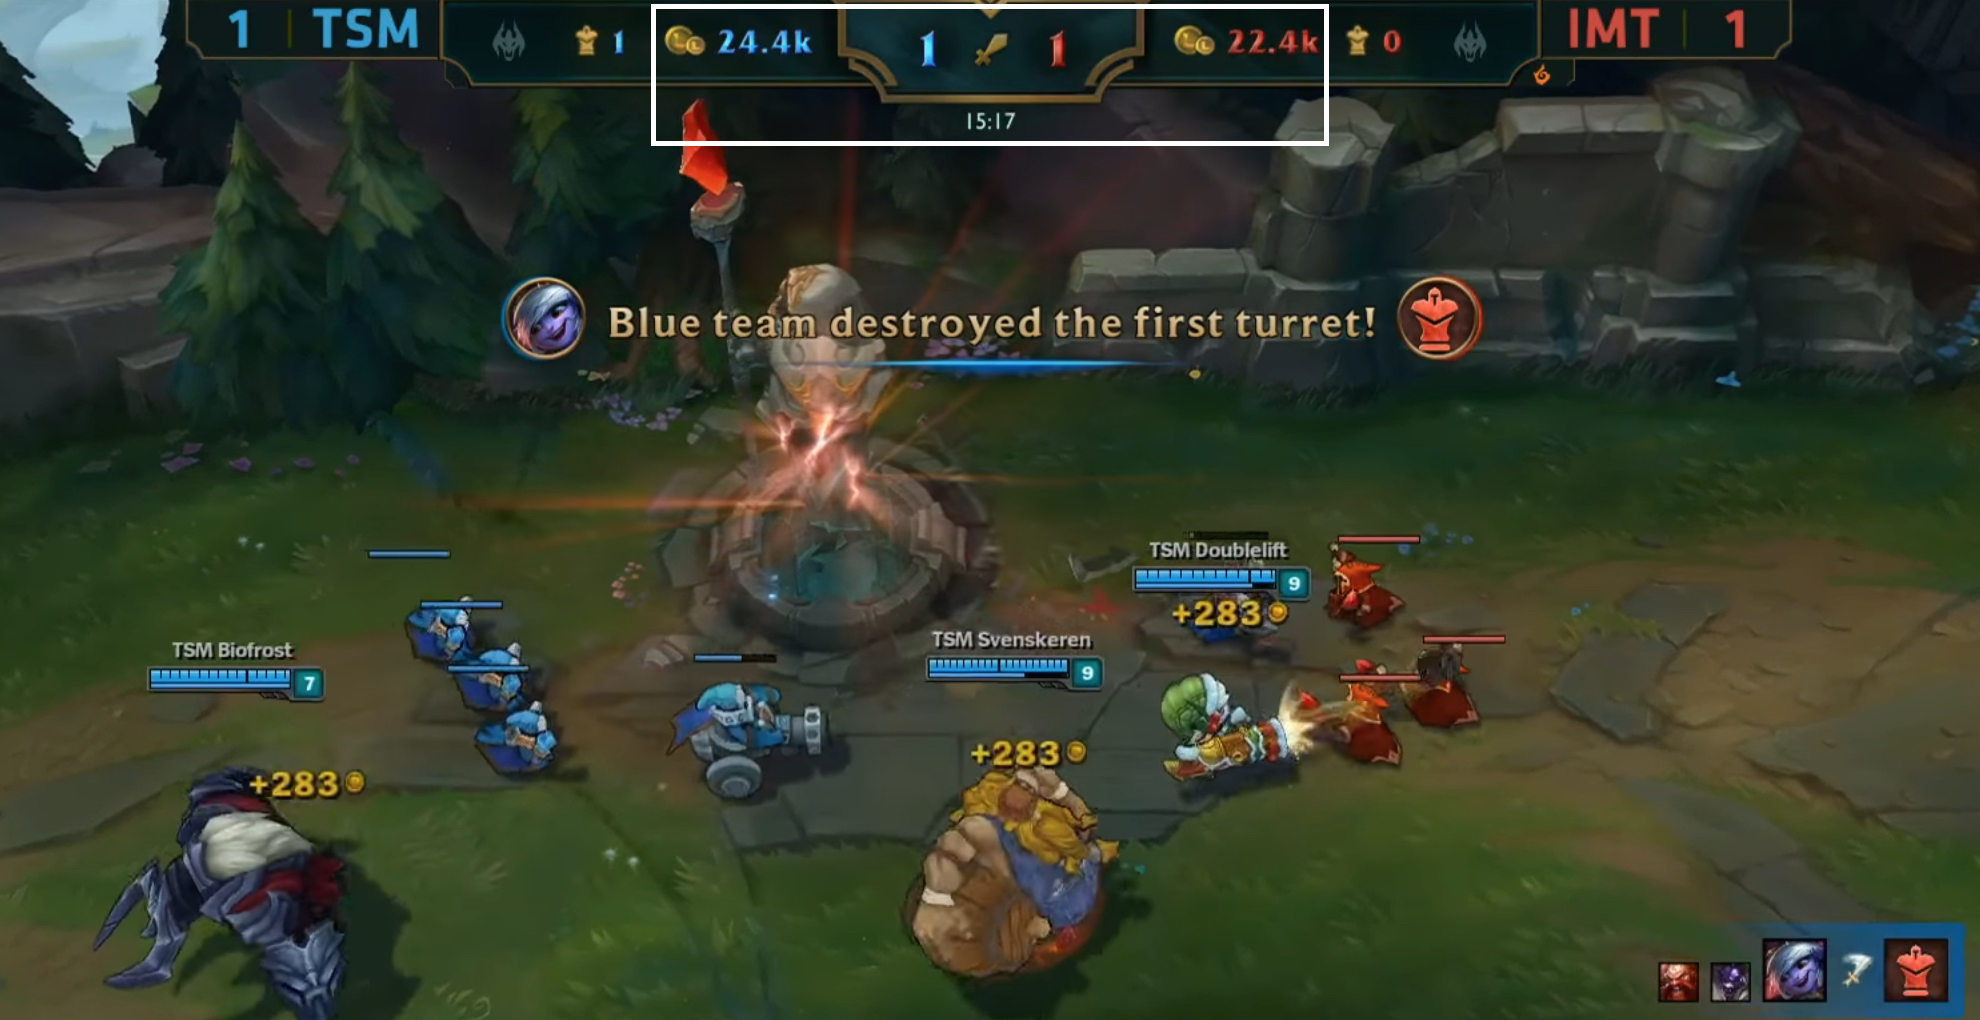 1 TSM 1 24.4k 1 1 22.4k 0 IMT 1
15:17
Blue team destroyed the first turret!
TSM Doublelift
9
+283
TSM Svenskeren
9
+283
TSM Biofrost
7
+283